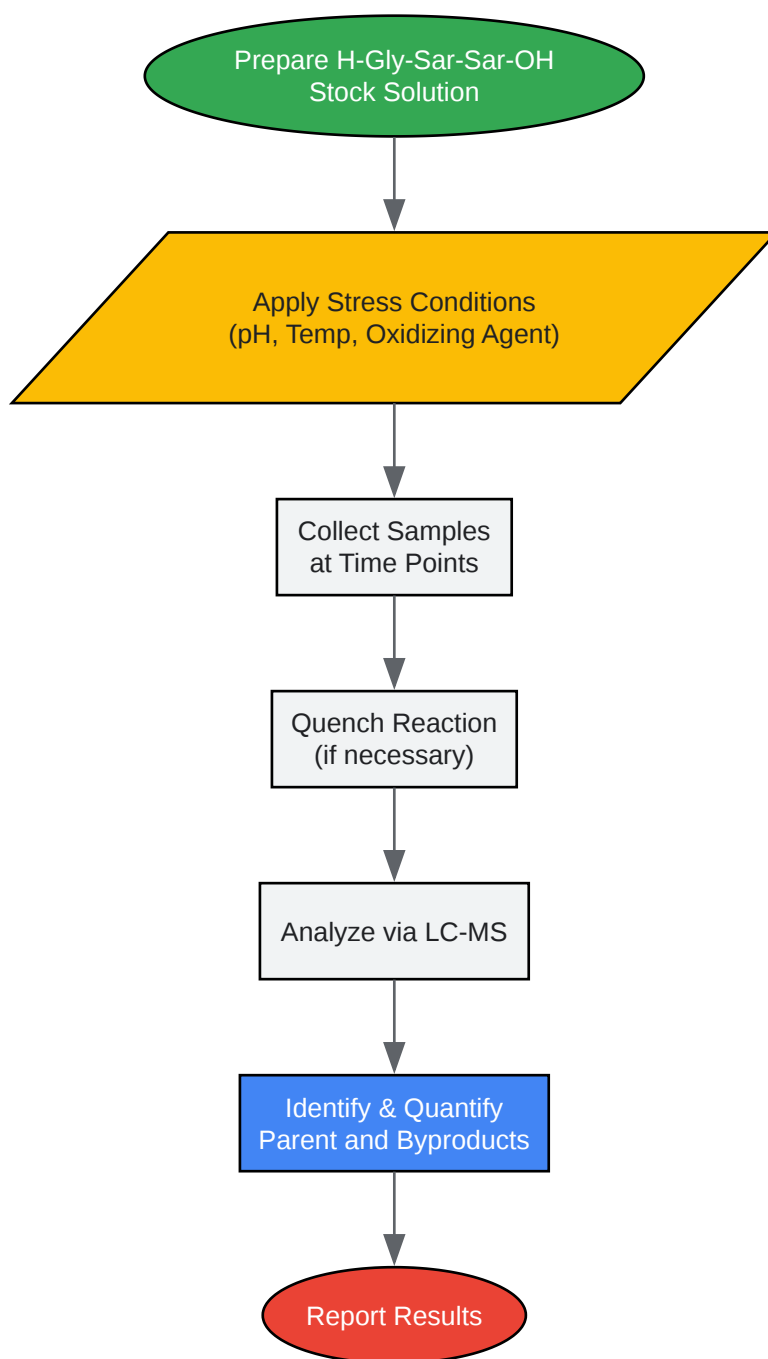 Prepare H-Gly-Sar-Sar-OH
Stock Solution
Apply Stress Conditions
(pH, Temp, Oxidizing Agent)
Collect Samples
at Time Points
Quench Reaction
(if necessary)
Analyze via LC-MS
Identify & Quantify
Parent and Byproducts
Report Results